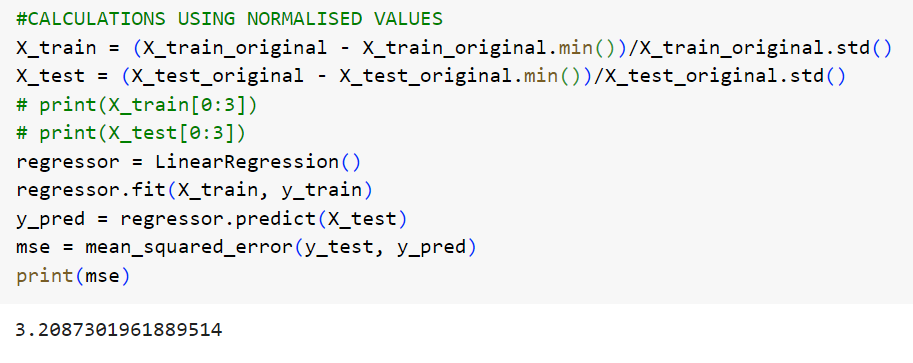 #CALCULATIONS USING NORMALISED VALUES
X_train = (X_train_original - X_train_original.min())/X_train_original.std()
X_test = (X_test_original - X_test_original.min())/X_test_original.std()
# print(X_train[0:3])
# print(X_test[0:3])
regressor = LinearRegression()
regressor.fit(X_train, y_train)
y_pred = regressor.predict(X_test)
mse = mean_squared_error(y_test, y_pred)
print(mse)
3.2087301961889514